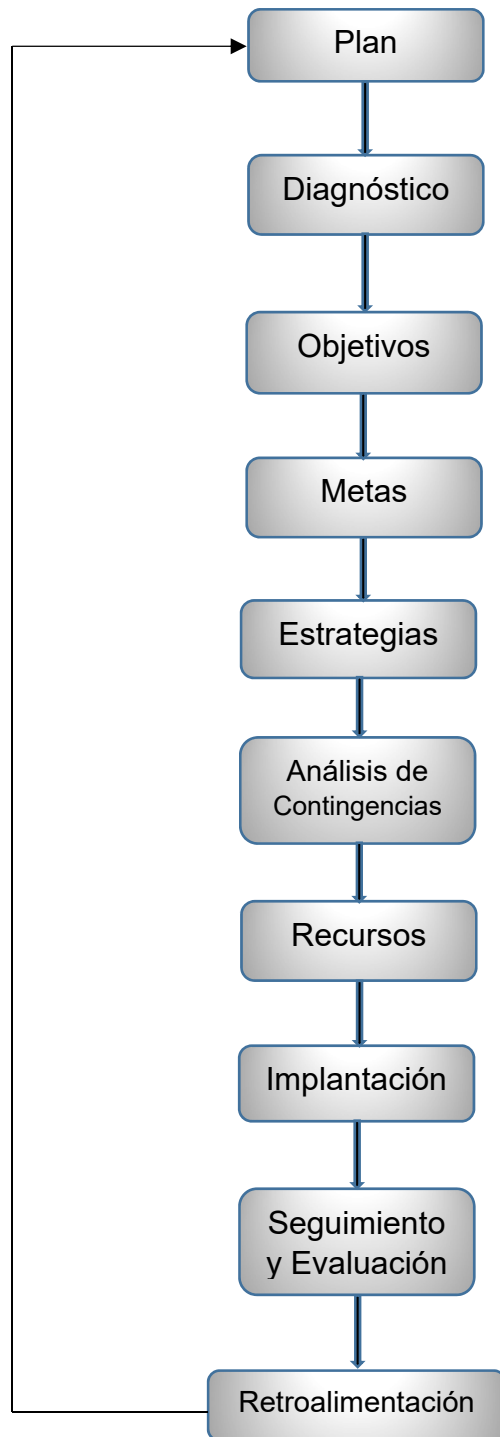 Plan
Diagnóstico
Objetivos
Metas
Estrategias
Análisis de
Contingencias
Recursos
Implantación
Seguimiento
y Evaluación
Retroalimentación